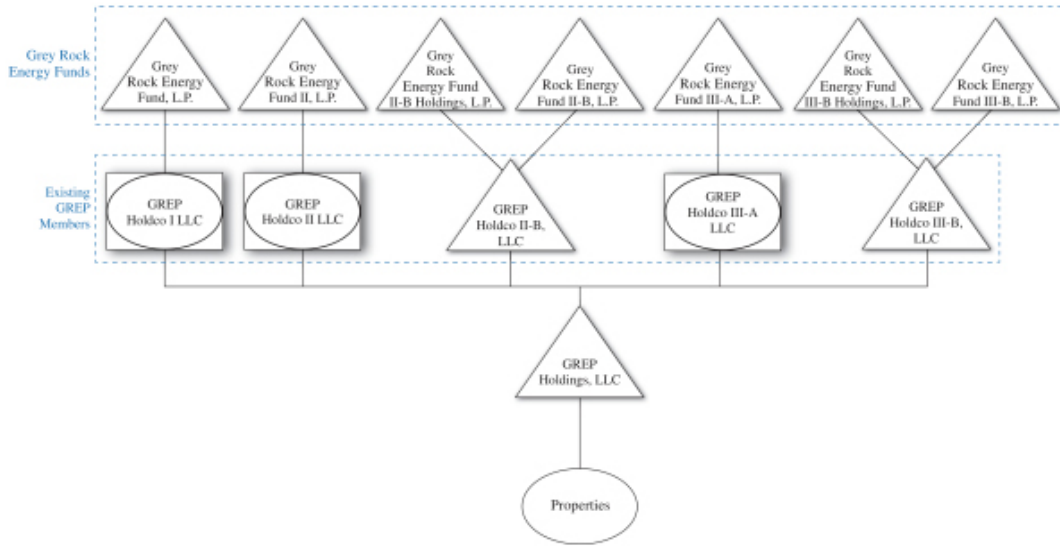 Grey Rock
Energy Funds
Grey
Rock Energy
Fund, L.P.
Grey
Rock Energy
Fund II, L.P.
Grey
Rock
Energy Fund
II-B Holdings, L.P.
Grey
Rock Energy
Fund II-B, L.P.
Grey
Rock Energy
Fund III-A, L.P.
Grey
Rock
Energy Fund
III-B Holdings, L.P.
Grey
Rock Energy
Fund III-B, L.P.
Existing
GREP
Members
GREP
Holdco I LLC
GREP
Holdco II LLC
GREP
Holdco II-B,
LLC
GREP
Holdco III-A
LLC
GREP
Holdco III-B,
LLC
GREP
Holdings, LLC
Properties